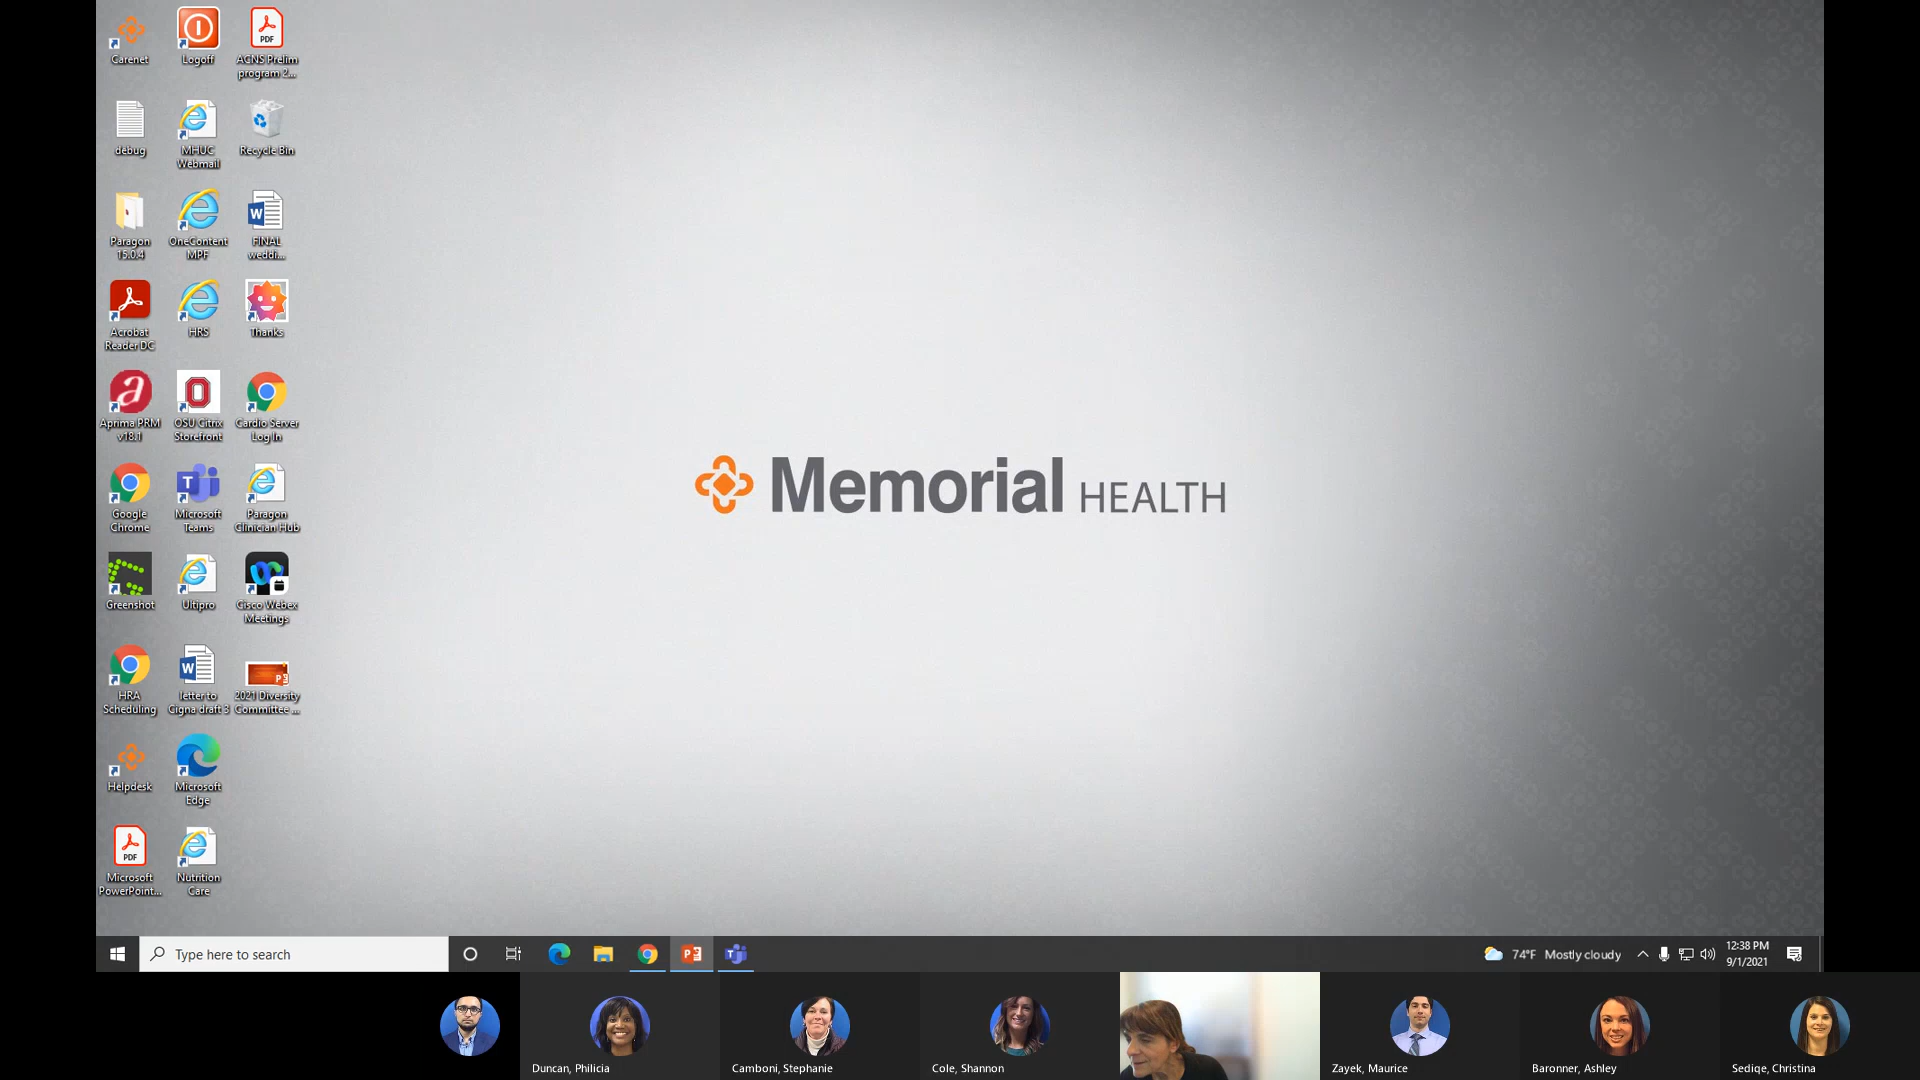 Carenet
Logoff
ACNS Prelim
program 2...
debug
MHUC
Webmail
Recycle Bin
Paragon
15.0.4
OneContent
MPF
FINAL
weddi...
Acrobat
Reader DC
HRS
Thanks
Aprima PRM
v18.1
OSU Citrix
Storefront
Cardio Server
Log In
Google
Chrome
Microsoft
Teams
Paragon
Clinician Hub
Greenshot
Ultipro
Cisco Webex
Meetings
HRA
Scheduling
letter to
Cigna draft 3
2021 Diversity
Committee ...
Helpdesk
Microsoft
Edge
Microsoft
PowerPoint...
Nutrition
Care
Memorial HEALTH
Type here to search
74°F Mostly cloudy
12:38 PM
9/1/2021
Duncan, Philicia
Camboni, Stephanie
Cole, Shannon
Zayek, Maurice
Baronner, Ashley
Sediqe, Christina